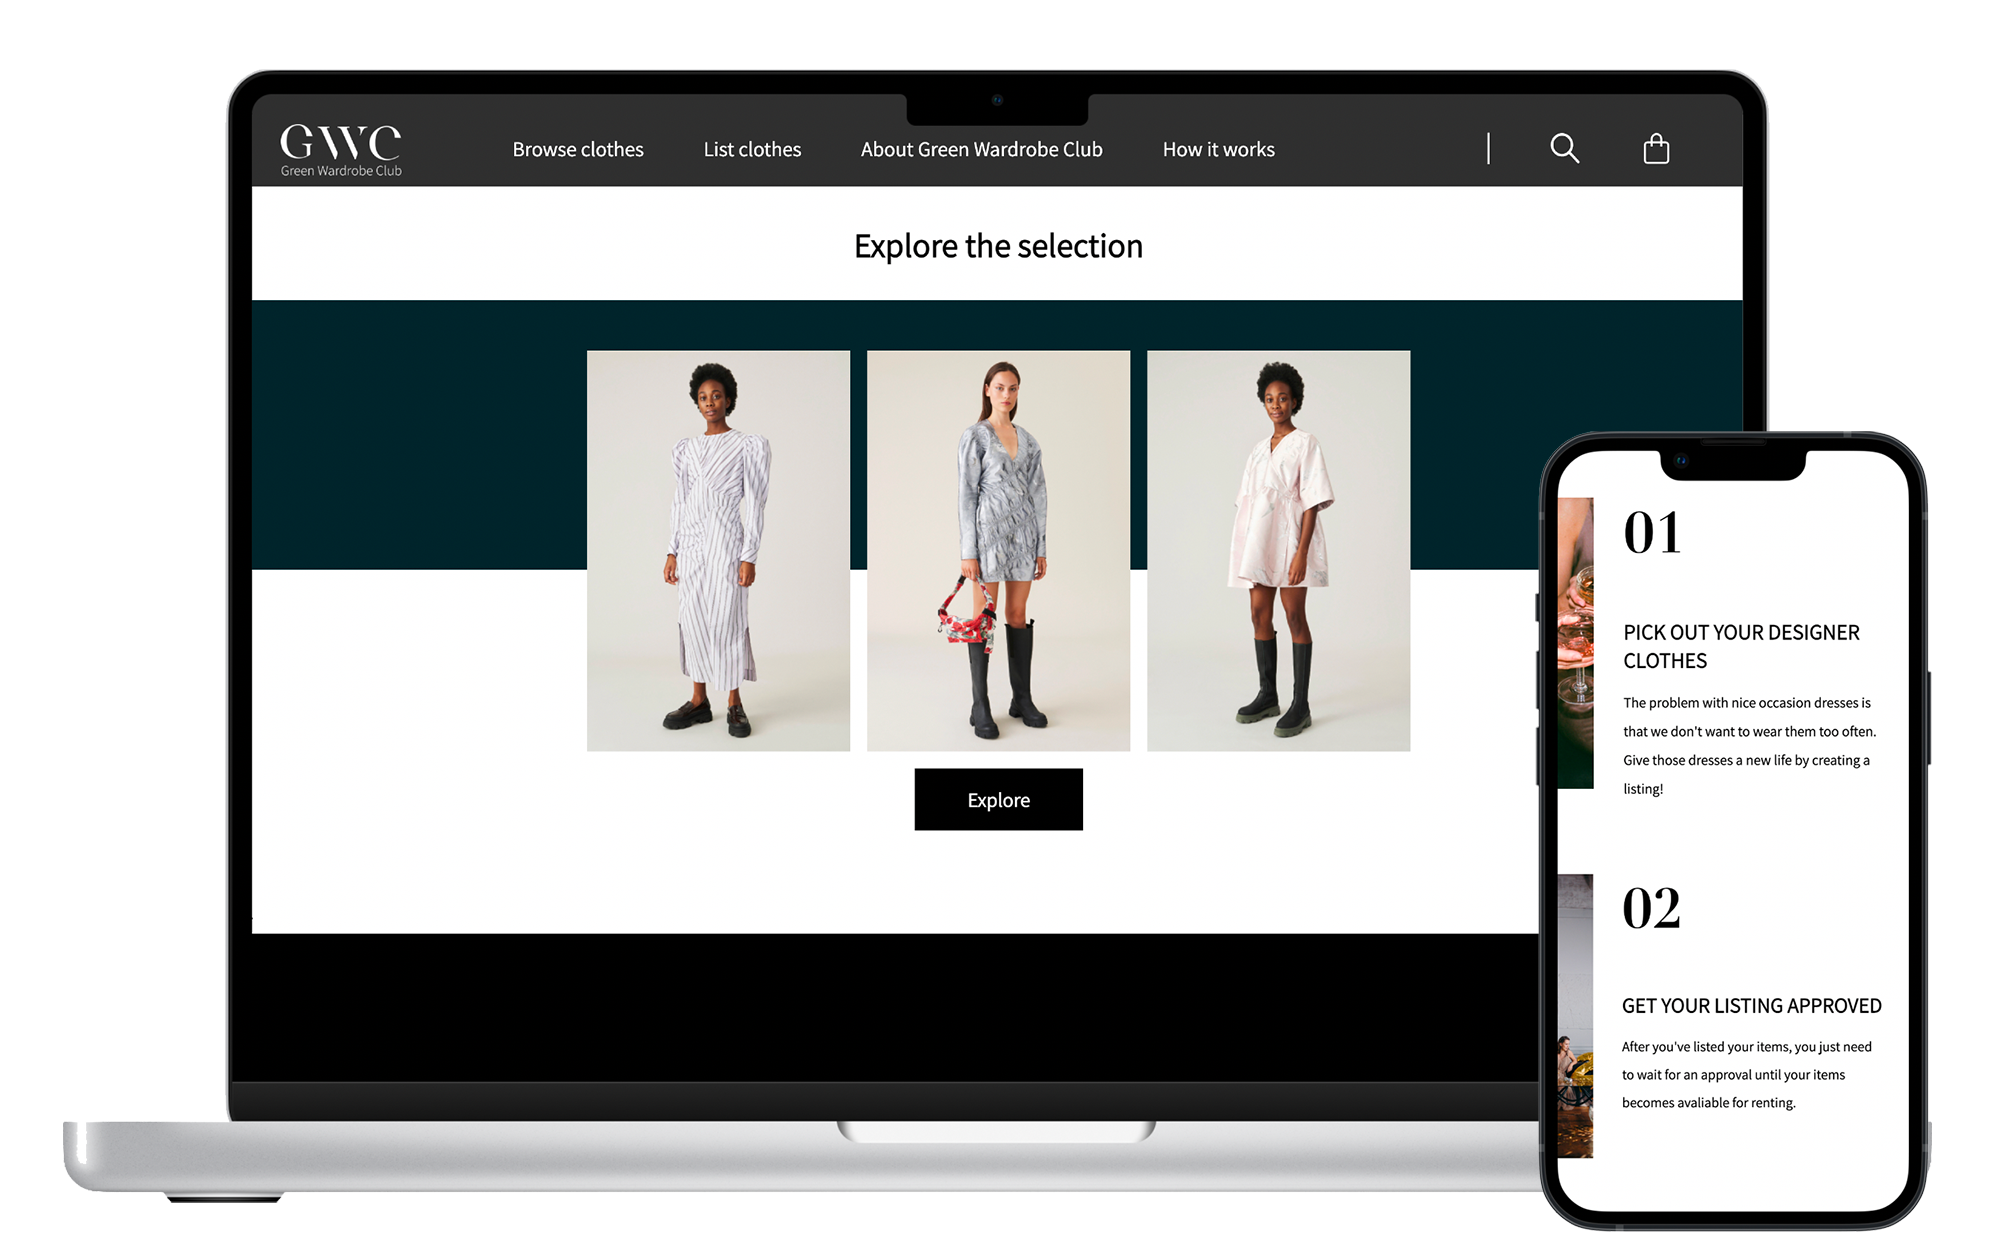 GWC
Green Wardrobe Club
Browse clothes
List clothes
About Green Wardrobe Club
How it works
Explore the selection
Explore
01
PICK OUT YOUR DESIGNER
CLOTHES
The problem with nice occasion dresses is
that we don't want to wear them too often.
Give those dresses a new life by creating a
listing!
02
GET YOUR LISTING APPROVED
After you've listed your items, you just need
to wait for an approval until your items
becomes avaliable for renting.